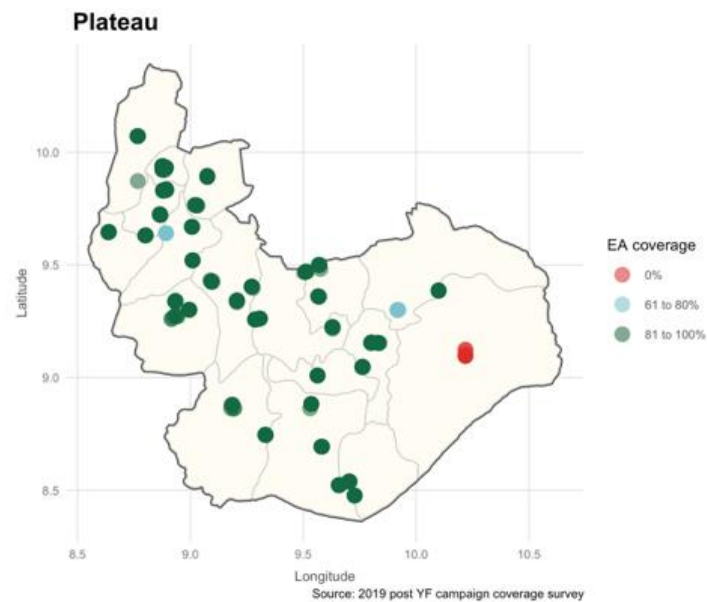 Plateau
10.0
9.5
9.0
8.5
Latitude
8.5 9.0 9.5 10.0 10.5
Longitude
EA coverage
0%
61 to 80%
81 to 100%
Source: 2019 post YF campaign coverage survey